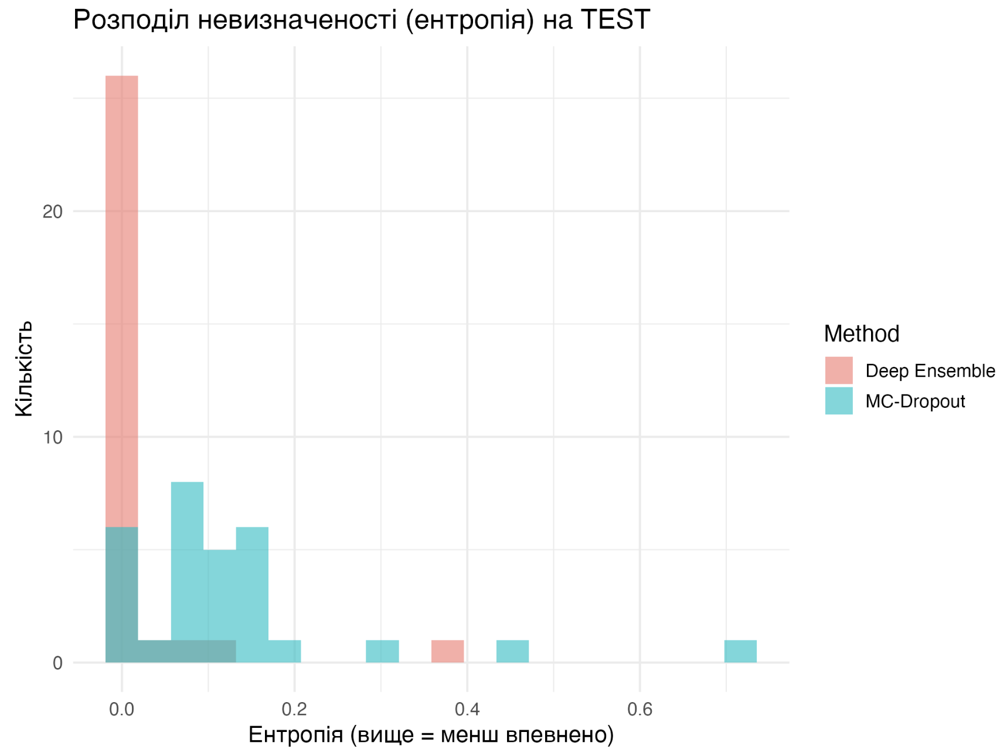 Розподіл невизначеності (ентропія) на TEST
Кількість
20
10
0
0.0 0.2 0.4 0.6
Ентропія (вище = менш впевнено)
Method
Deep Ensemble
MC-Dropout